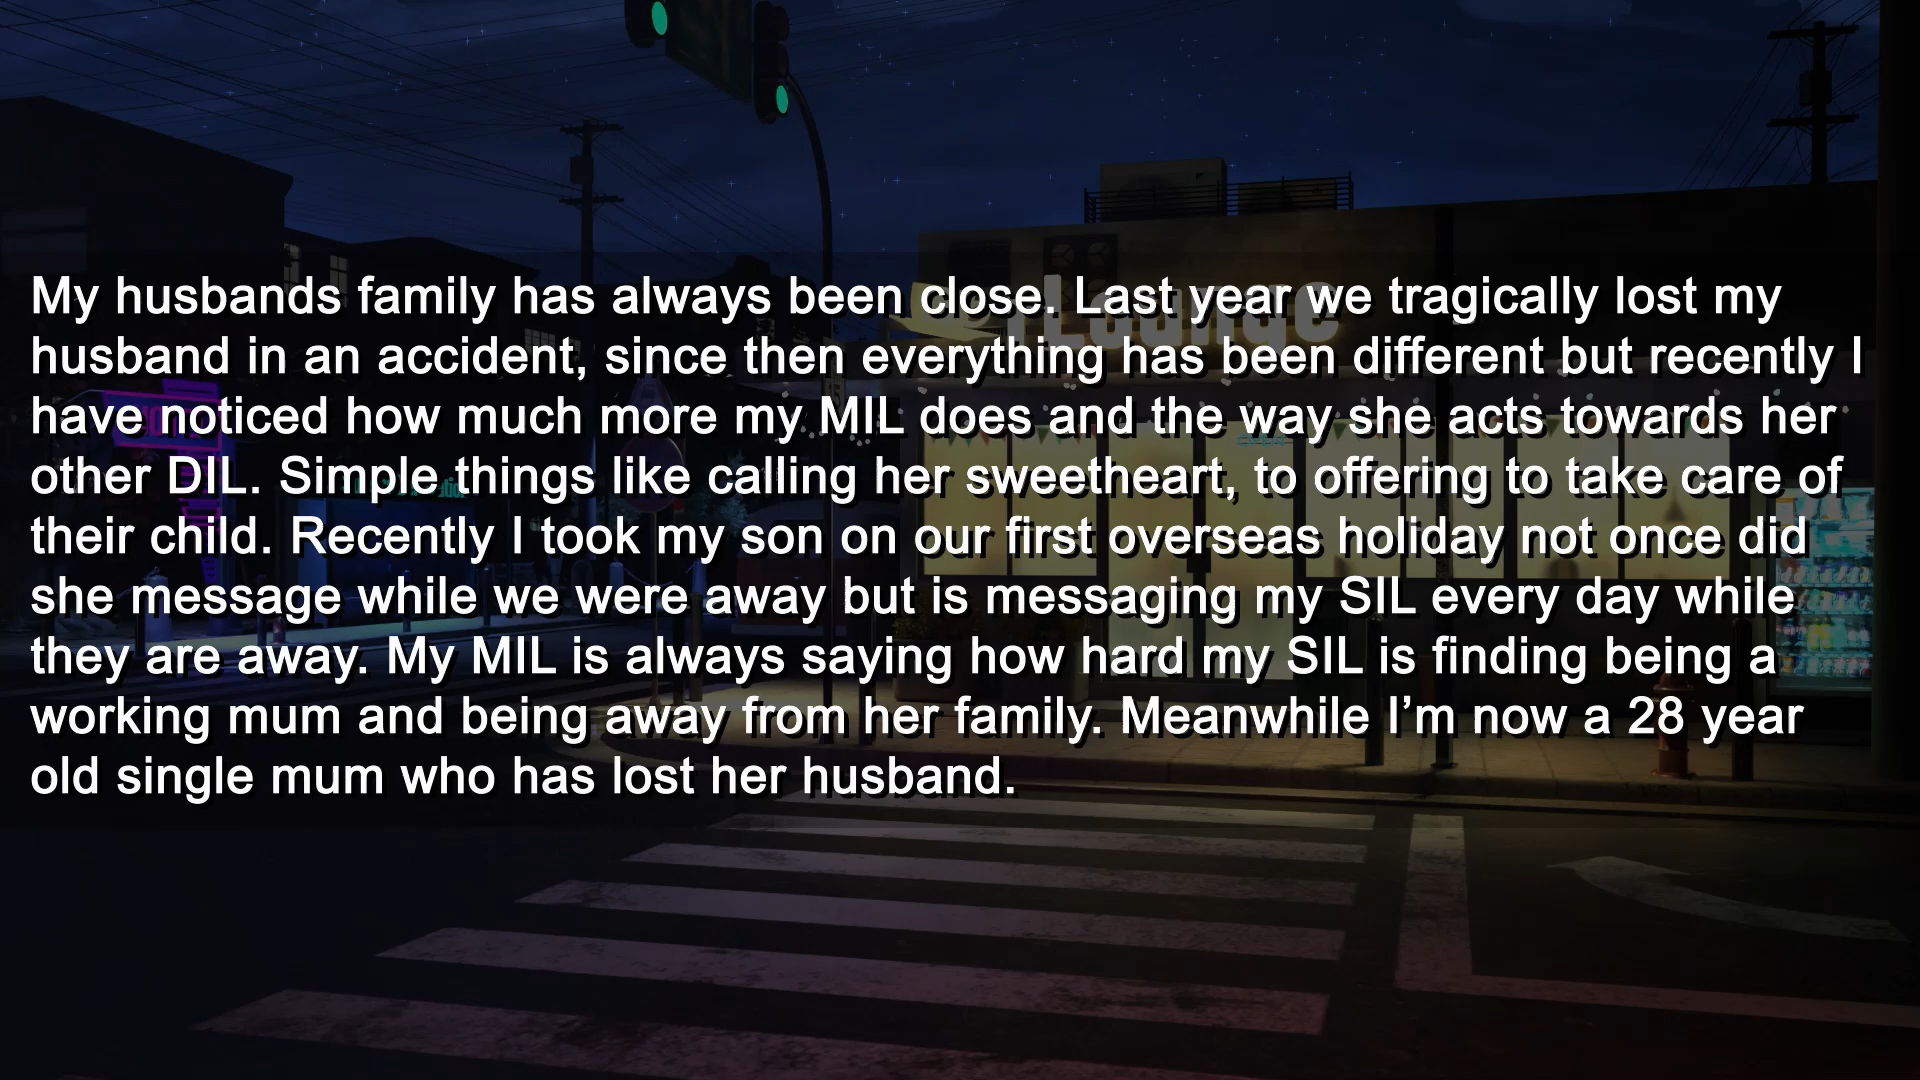 My husbands family has always been close. Last year we tragically lost my
husband in an accident, since then everything has been different but recently I
have noticed how much more my MIL does and the way she acts towards her
other DIL. Simple things like calling her sweetheart, to offering to take care of
their child. Recently I took my son on our first overseas holiday not once did
she message while we were away but is messaging my SIL every day while
they are away. My MIL is always saying how hard my SIL is finding being a
working mum and being away from her family. Meanwhile I’m now a 28 year
old single mum who has lost her husband.